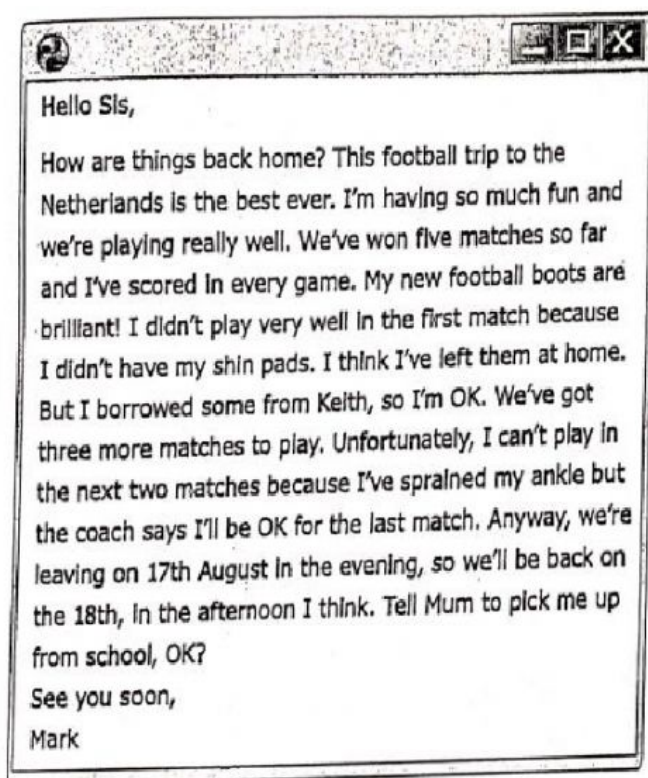 Hello Sis,
How are things back home? This football trip to the
Netherlands is the best ever. I'm having so much fun and
we're playing really well. We've won five matches so far
and I've scored in every game. My new football boots are
brilliant! I didn't play very well in the first match because
I didn't have my shin pads. I think I've left them at home.
But I borrowed some from Keith, so I'm OK. We've got
three more matches to play. Unfortunately, I can't play in
the next two matches because I've sprained my ankle but
the coach says I'll be OK for the last match. Anyway, we're
leaving on 17th August in the evening, so we'll be back on
the 18th, in the afternoon I think. Tell Mum to pick me up
from school, OK?
See you soon,
Mark